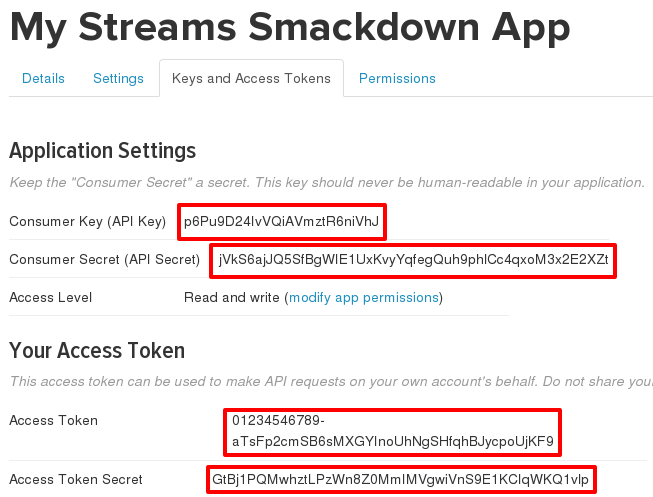 My Streams Smackdown App
Details Settings Keys and Access Tokens Permissions
Application Settings
Keep the "Consumer Secret" a secret. This key should never be human-readable in your application.
Consumer Key (API Key) p6Pu9D24IvVQiAVmztR6niVhJ
Consumer Secret (API Secret) jVkS6ajJQ5SfBgWlE1UxKvyYqfegQuh9phlCc4qxoM3x2E2XZt
Access Level Read and write (modify app permissions)
Your Access Token
This access token can be used to make API requests on your own account's behalf. Do not share your
Access Token 01234546789-
aTsFp2cmSB6sMXGYInoUhNgSHfqhBJycpoUjKF9
Access Token Secret GtBj1PQMwhztLPzWn8Z0MmIMVgwiVnS9E1KClqWKQ1vlp